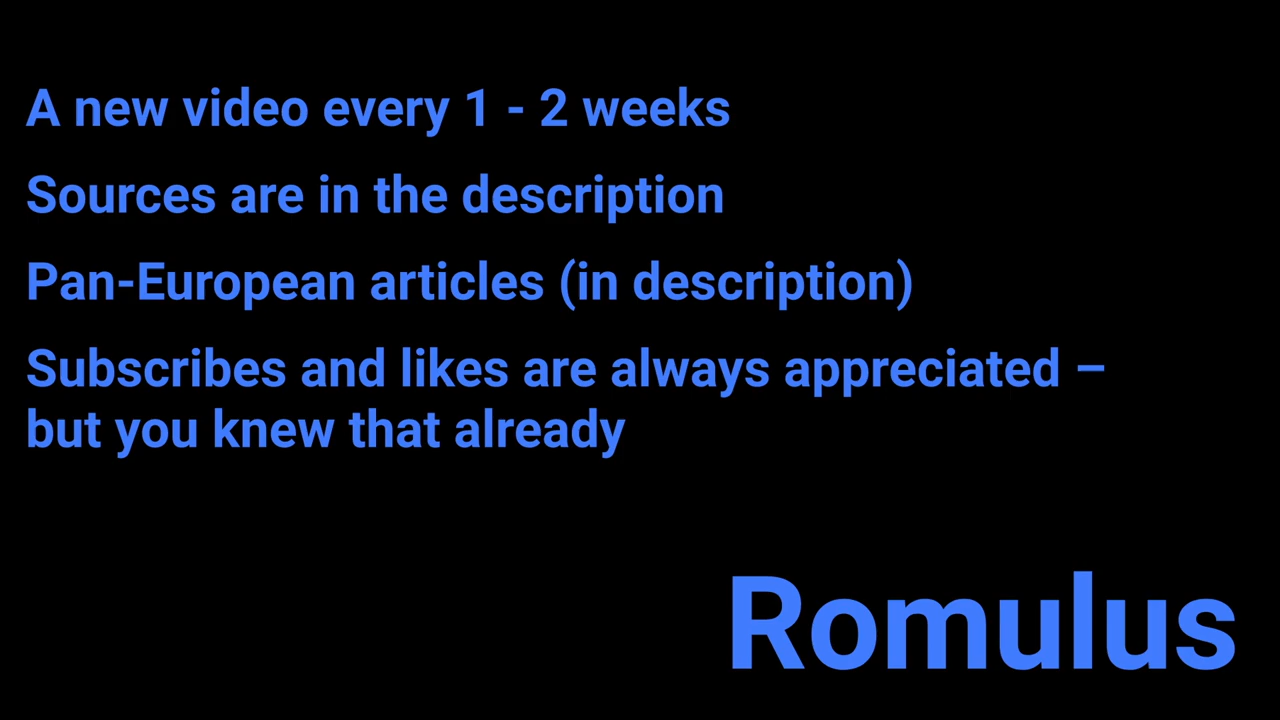 A new video every 1 - 2 weeks
Sources are in the description
Pan-European articles (in description)
Subscribes and likes are always appreciated –
but you knew that already
Romulus